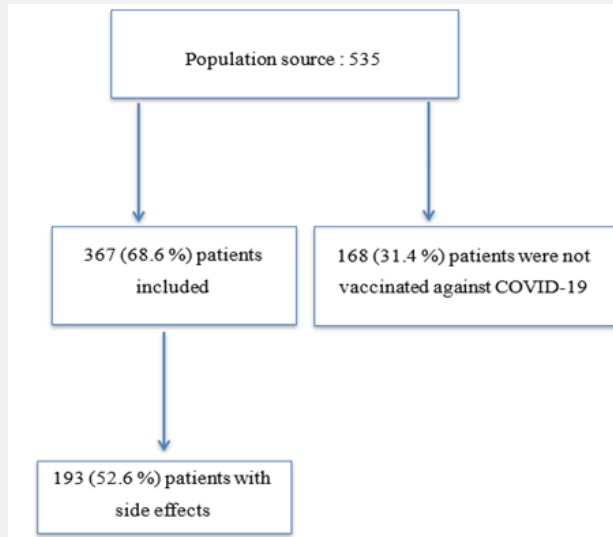 Population source : 535
367 (68.6 %) patients
included
168 (31.4 %) patients were not
vaccinated against COVID-19
193 (52.6 %) patients with
side effects